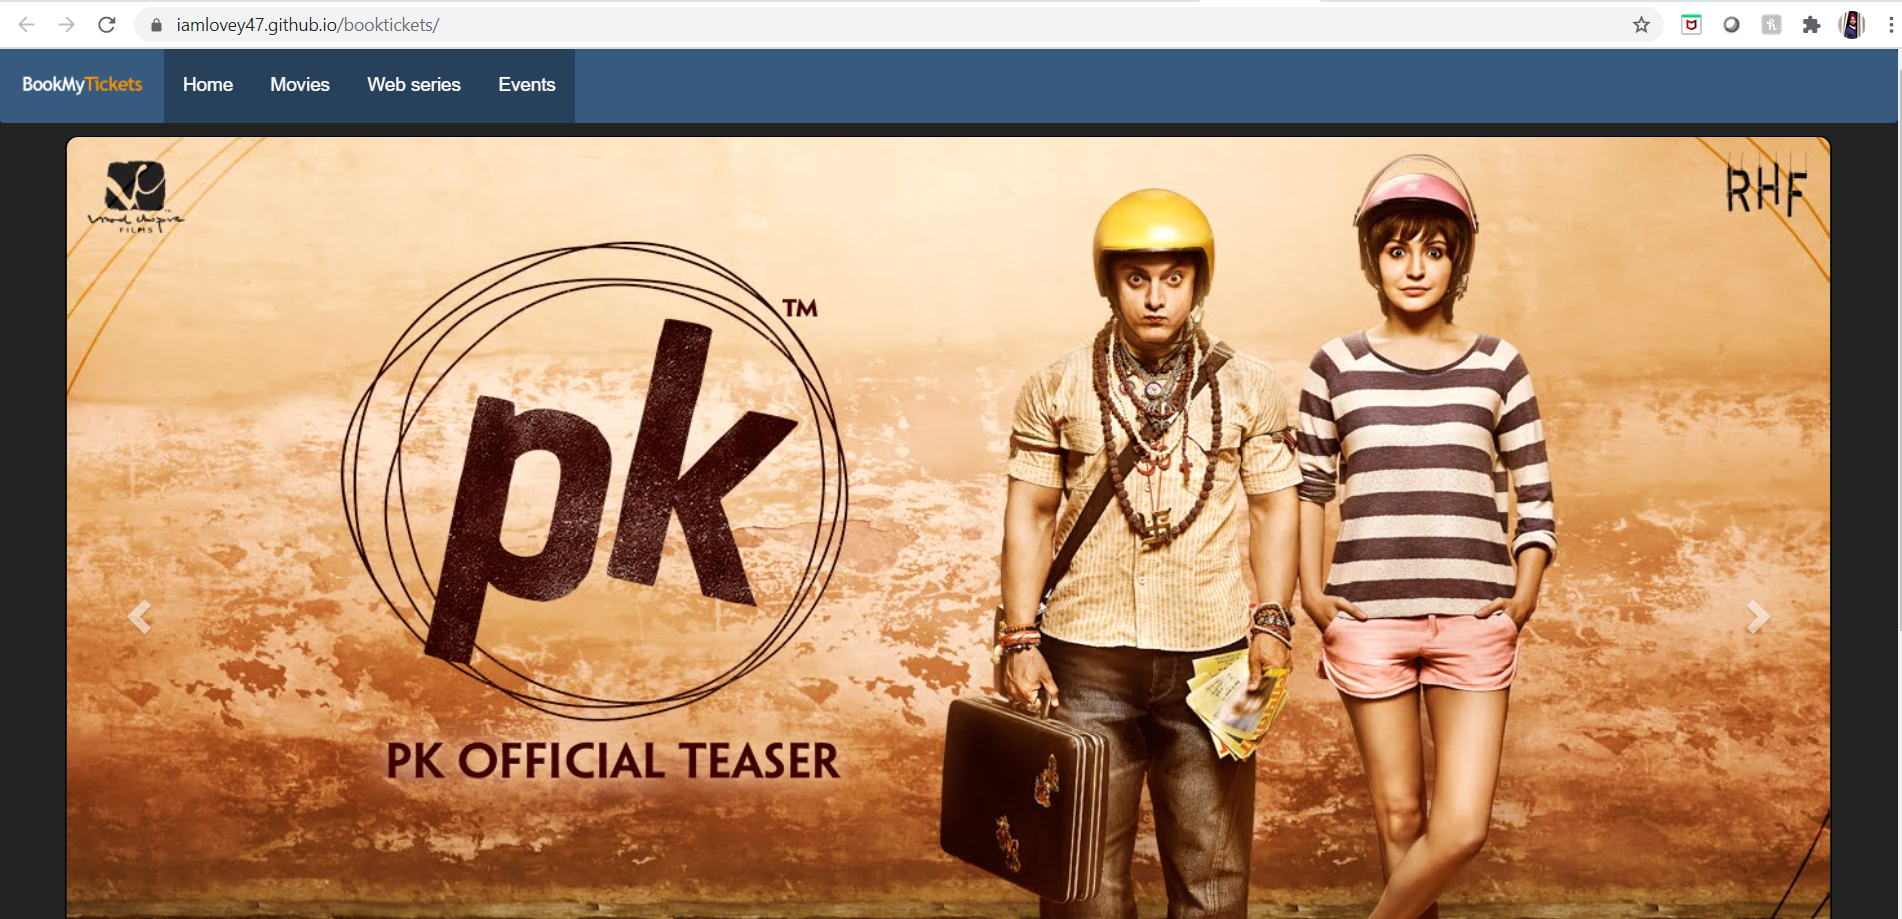 iamlovey47.github.io/booktickets/
BookMyTickets
Home
Movies
Web series
Events
vinod chopra
FILMS
RHF
TM
pk
PK OFFICIAL TEASER